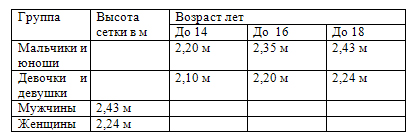 Группа Высота Возраст лет
сетки в м До 14 До 16 До 18
Мальчики и 2,20 м 2,35 м 2,43 м
юноши
Девочки и 2,10 м 2,20 м 2,24 м
девушки
Мужчины 2,43 м
Женщины 2,24 м